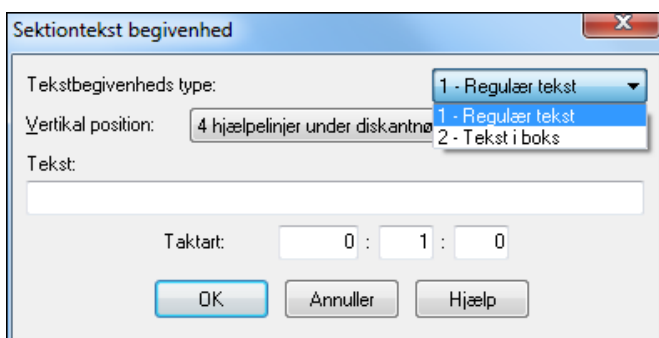 Sektiontekst begivenhed
Tekstbegivenheds type: 1 - Regulær tekst
1 - Regulær tekst
2 - Tekst i boks
Vertikal position: 4 hjælpelinjer under diskantnø
Tekst:
Taktart: 0 : 1 : 0
OK Annuller Hjælp